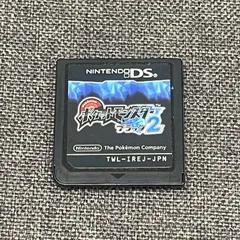 NINTENDO DS
ポケットモンスター
ブラック2
Nintendo The Pokémon Company
TWL-IREJ-JPN